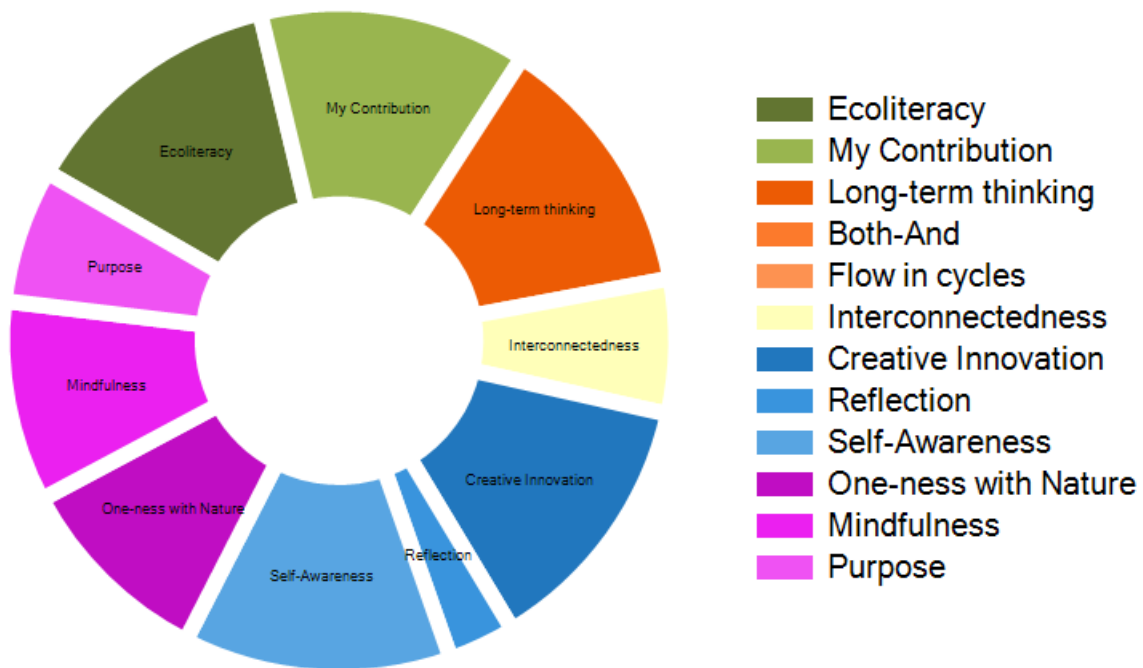 My Contribution
Ecoliteracy
Long-term thinking
Purpose
Interconnectedness
Mindfulness
Creative Innovation
One-ness with Nature
Reflection
Self-Awareness
Ecoliteracy
My Contribution
Long-term thinking
Both-And
Flow in cycles
Interconnectedness
Creative Innovation
Reflection
Self-Awareness
One-ness with Nature
Mindfulness
Purpose